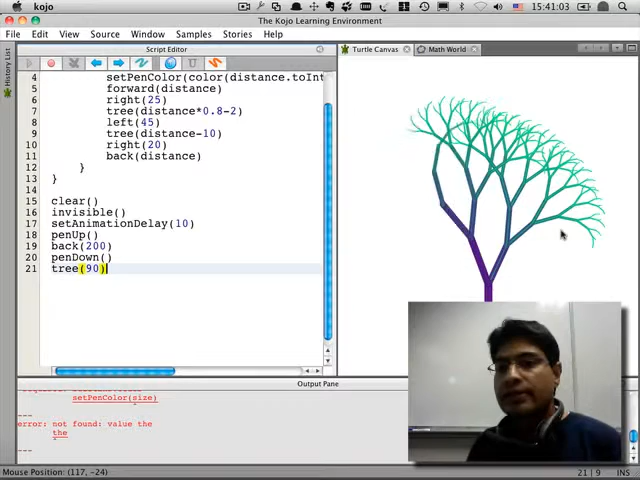 kojo
15:41:03
The Kojo Learning Environment
File Edit View Source Window Samples Stories Help
History List
Script Editor
Turtle Canvas
Math World
4 setPenColor(color(distance.toInt
5 forward(distance)
6 right(25)
7 tree(distance*0.8-2)
8 left(45)
9 tree(distance-10)
10 right(20)
11 back(distance)
12 }
13 }
14
15 clear()
16 invisible()
17 setAnimationDelay(10)
18 penUp()
19 back(200)
20 penDown()
21 tree(90)
Output Pane
setPenColor(size)
---
error: not found: value the
the
---
Mouse Position: (117, -24)
21 | 9
INS